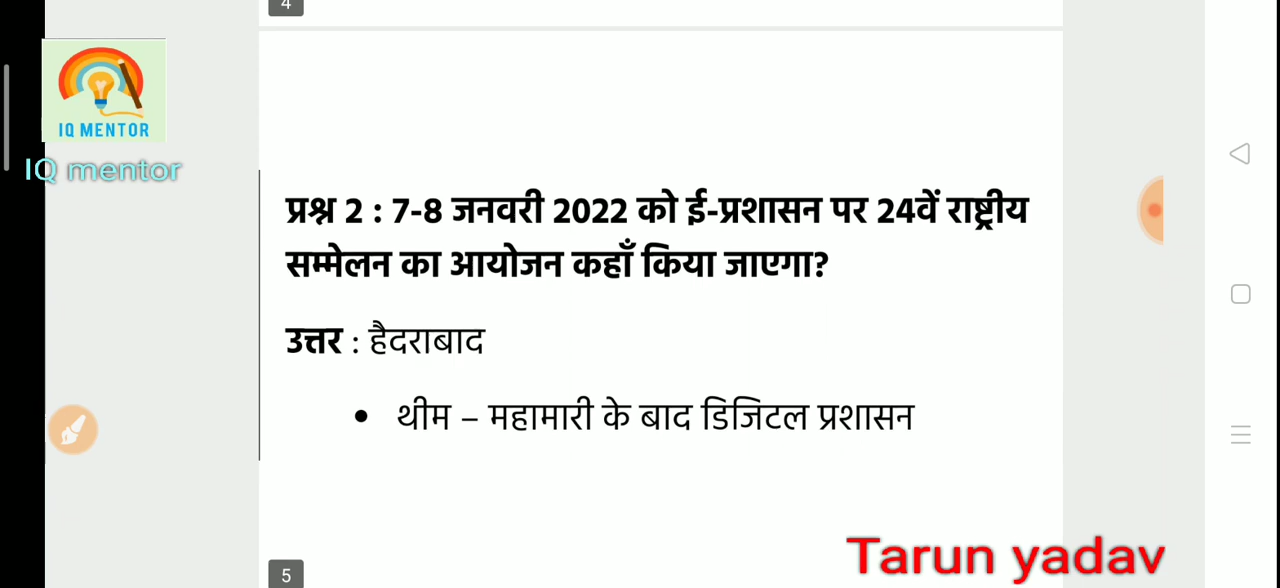 4
IQ MENTOR
IQ mentor
प्रश्न 2 : 7-8 जनवरी 2022 को ई-प्रशासन पर 24वें राष्ट्रीय
सम्मेलन का आयोजन कहाँ किया जाएगा?
उत्तर : हैदराबाद
• थीम – महामारी के बाद डिजिटल प्रशासन
Tarun yadav
5